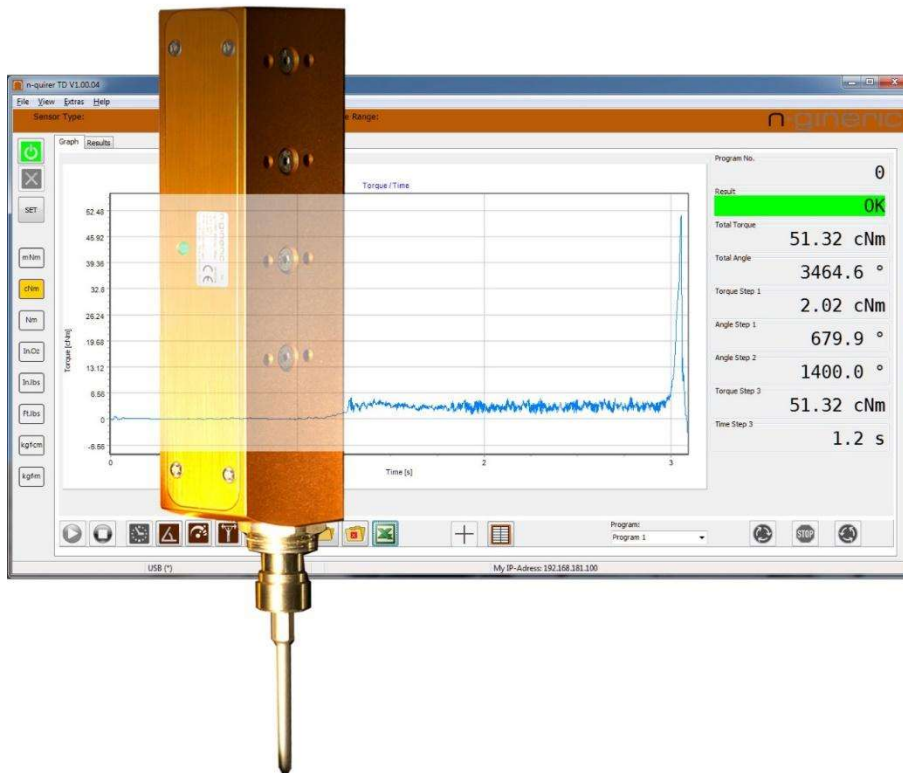 n-quirer TD V1.00.04
File View Extras Help
Sensor Type:
e Range:
n-gineric
Graph Results
SET
mNm
cNm
Nm
In.Oz
In.lbs
Ft.lbs
kgfcm
kgfm
Torque / Time
Torque [cNm]
52.48
45.92
39.36
32.8
26.24
19.68
13.12
6.56
0
-6.56
0
2
3
Time [s]
Program No.
0
Result
OK
Total Torque
51.32 cNm
Total Angle
3464.6 °
Torque Step 1
2.02 cNm
Angle Step 1
679.9 °
Angle Step 2
1400.0 °
Torque Step 3
51.32 cNm
Time Step 3
1.2 s
n-gineric
CE
Program:
Program 1
STOP
USB (*)
My IP-Adress: 192.168.181.100